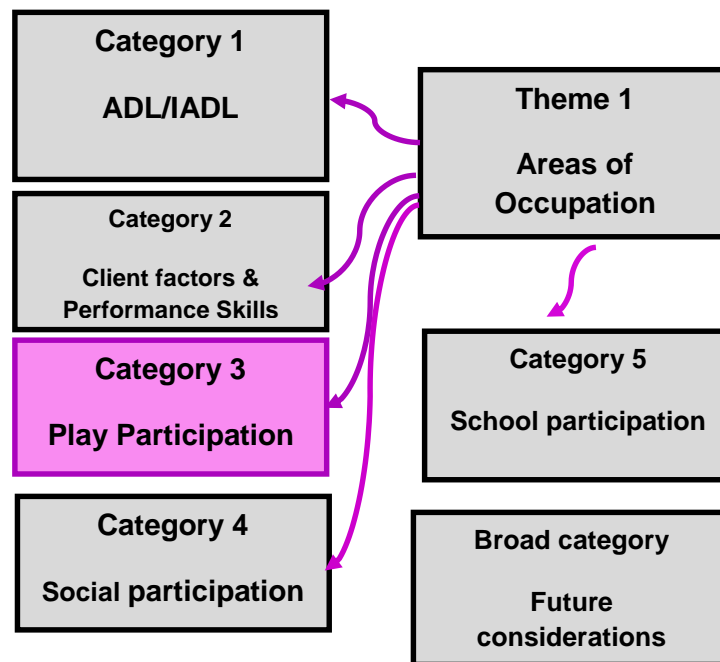 Category 1
ADL/IADL
Theme 1
Areas of
Occupation
Category 2
Client factors &
Performance Skills
Category 3
Play Participation
Category 5
School participation
Category 4
Social participation
Broad category
Future
considerations